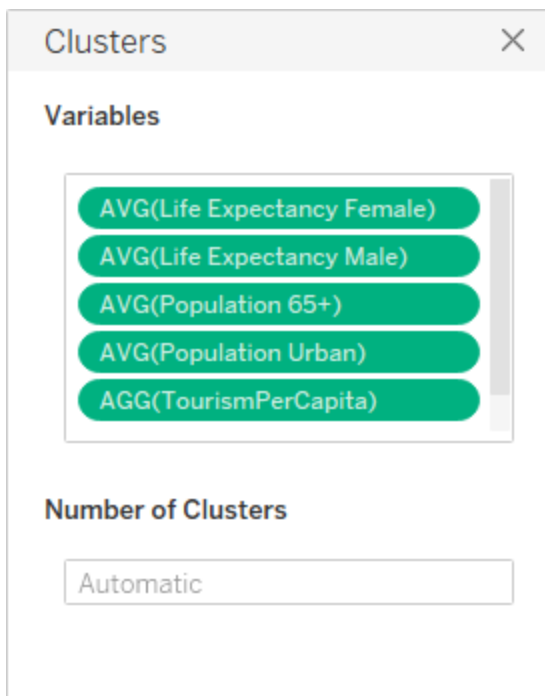 Clusters
Variables
AVG(Life Expectancy Female)
AVG(Life Expectancy Male)
AVG(Population 65+)
AVG(Population Urban)
AGG(TourismPerCapita)
Number of Clusters
Automatic